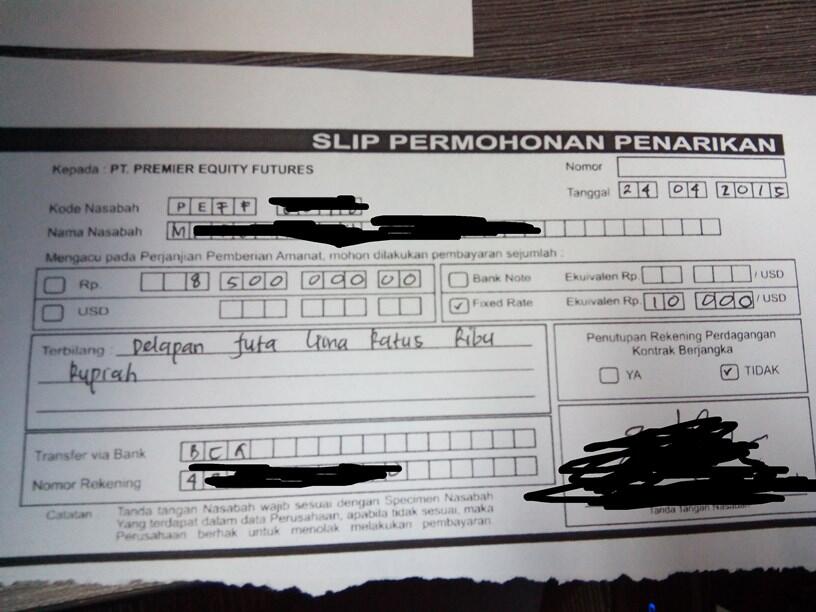 SLIP PERMOHONAN PENARIKAN
Kepada : PT. PREMIER EQUITY FUTURES
Nomor
Tanggal 24 04 2015
Kode Nasabah PEFF
Nama Nasabah M
Mengacu pada Perjanjian Pemberian Amanat, mohon dilakukan pembayaran sejumlah :
Rp. 8 500 000 00
Bank Note Ekuivalen Rp. / USD
USD
Fixed Rate Ekuivalen Rp. 10 000 / USD
Terbilang : Delapan Juta Lima Ratus Ribu
Rupiah
Penutupan Rekening Perdagangan
Kontrak Berjangka
YA TIDAK
Transfer via Bank BCA
Nomor Rekening 4
Tanda Tangan Nasabah
Catatan Tanda tangan Nasabah wajib sesuai dengan Specimen Nasabah
Yang terdapat dalam data Perusahaan, apabila tidak sesuai, maka
Perusahaan berhak untuk menolak melakukan pembayaran.